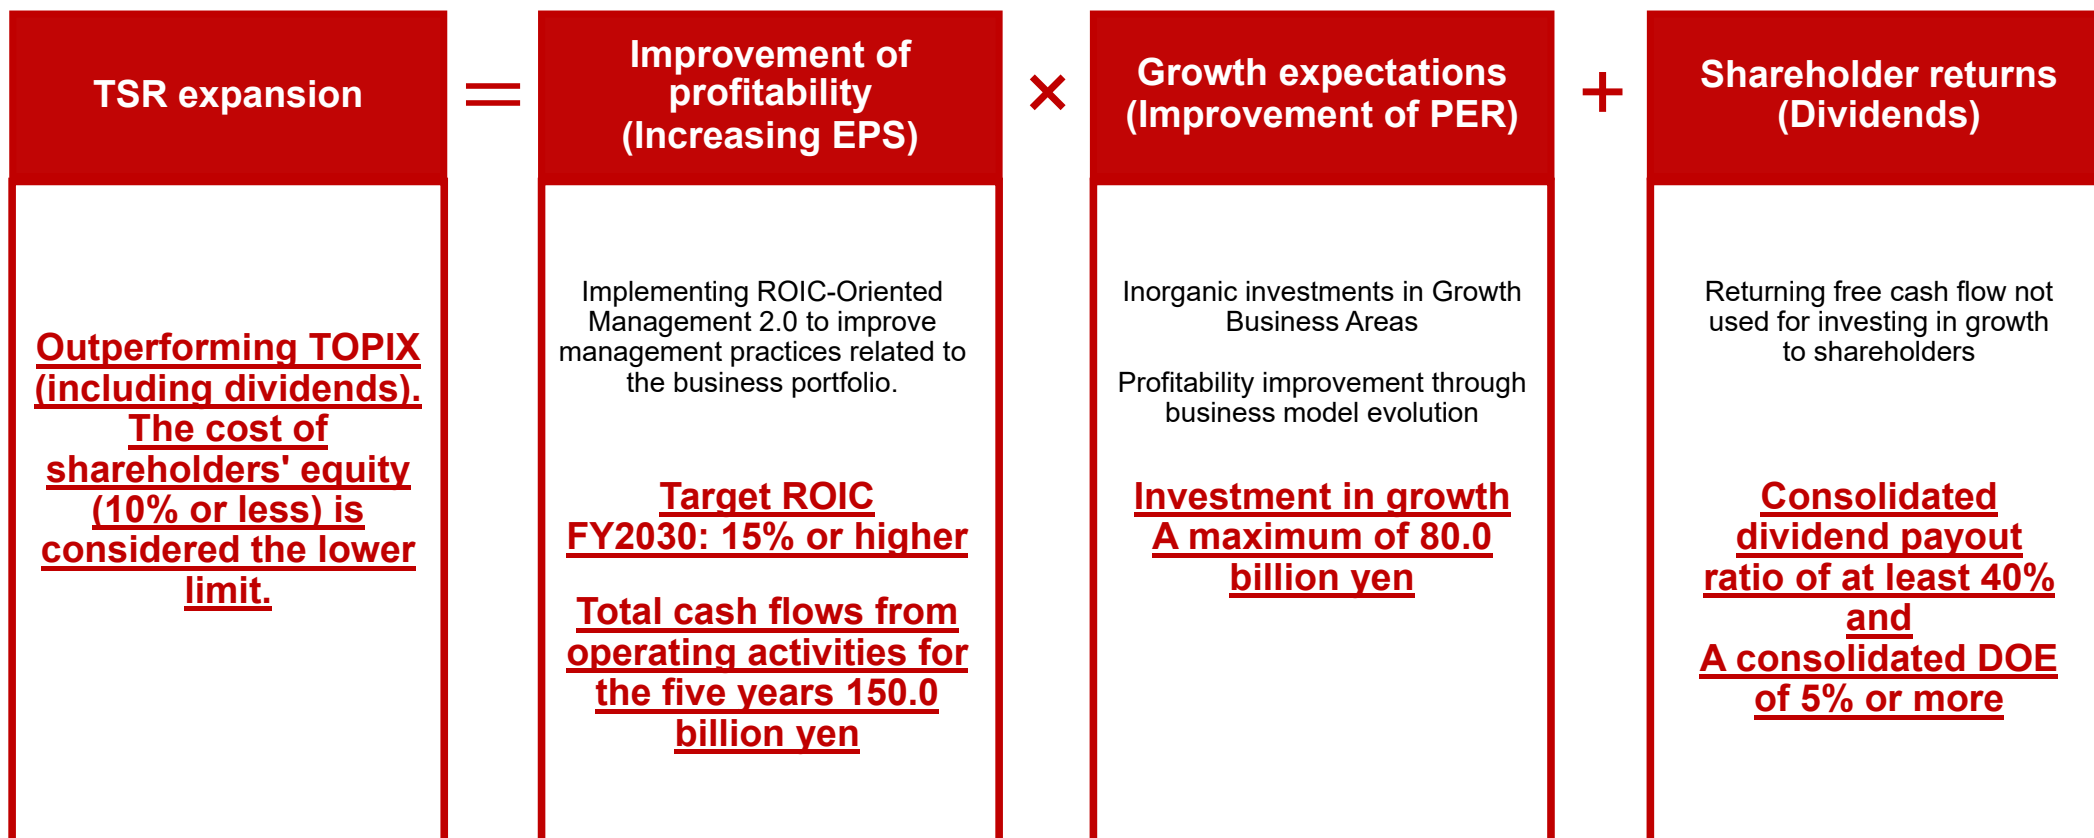 TSR expansion
=
Improvement of
profitability
(Increasing EPS)
×
Growth expectations
(Improvement of PER)
+
Shareholder returns
(Dividends)
Outperforming TOPIX
(including dividends).
The cost of
shareholders' equity
(10% or less) is
considered the lower
limit.
Implementing ROIC-Oriented
Management 2.0 to improve
management practices related to
the business portfolio.
Target ROIC
FY2030: 15% or higher
Total cash flows from
operating activities for
the five years 150.0
billion yen
Inorganic investments in Growth
Business Areas
Profitability improvement through
business model evolution
Investment in growth
A maximum of 80.0
billion yen
Returning free cash flow not
used for investing in growth
to shareholders
Consolidated
dividend payout
ratio of at least 40%
and
A consolidated DOE
of 5% or more